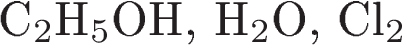 C₂H₅OH, H₂O, Cl₂